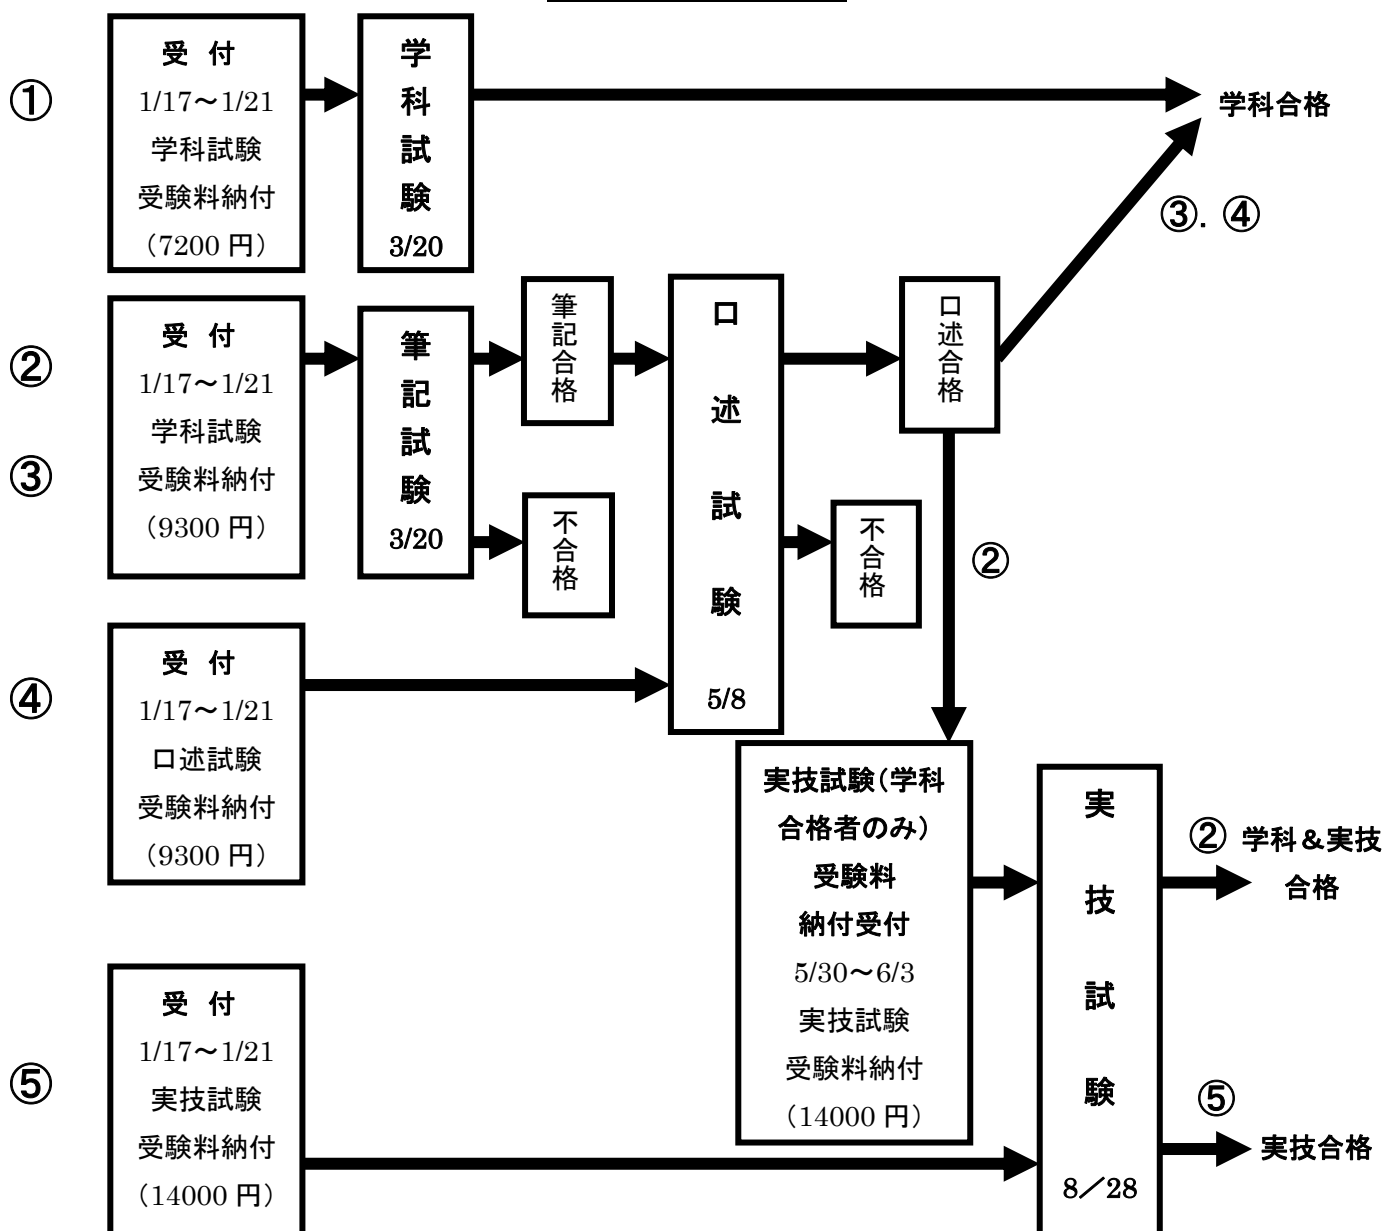 ①
受 付
1/17～1/21
学科試験
受験料納付
（7200 円）
学科試験
3/20
学科合格
③．④
②
③
受 付
1/17～1/21
学科試験
受験料納付
（9300 円）
筆記試験
3/20
筆記合格
不合格
口述試験
5/8
口述合格
不合格
②
④
受 付
1/17～1/21
口述試験
受験料納付
（9300 円）
実技試験（学科
合格者のみ）
受験料
納付受付
5/30～6/3
実技試験
受験料納付
（14000 円）
実技試験
8／28
② 学科＆実技
合格
⑤
受 付
1/17～1/21
実技試験
受験料納付
（14000 円）
⑤
実技合格